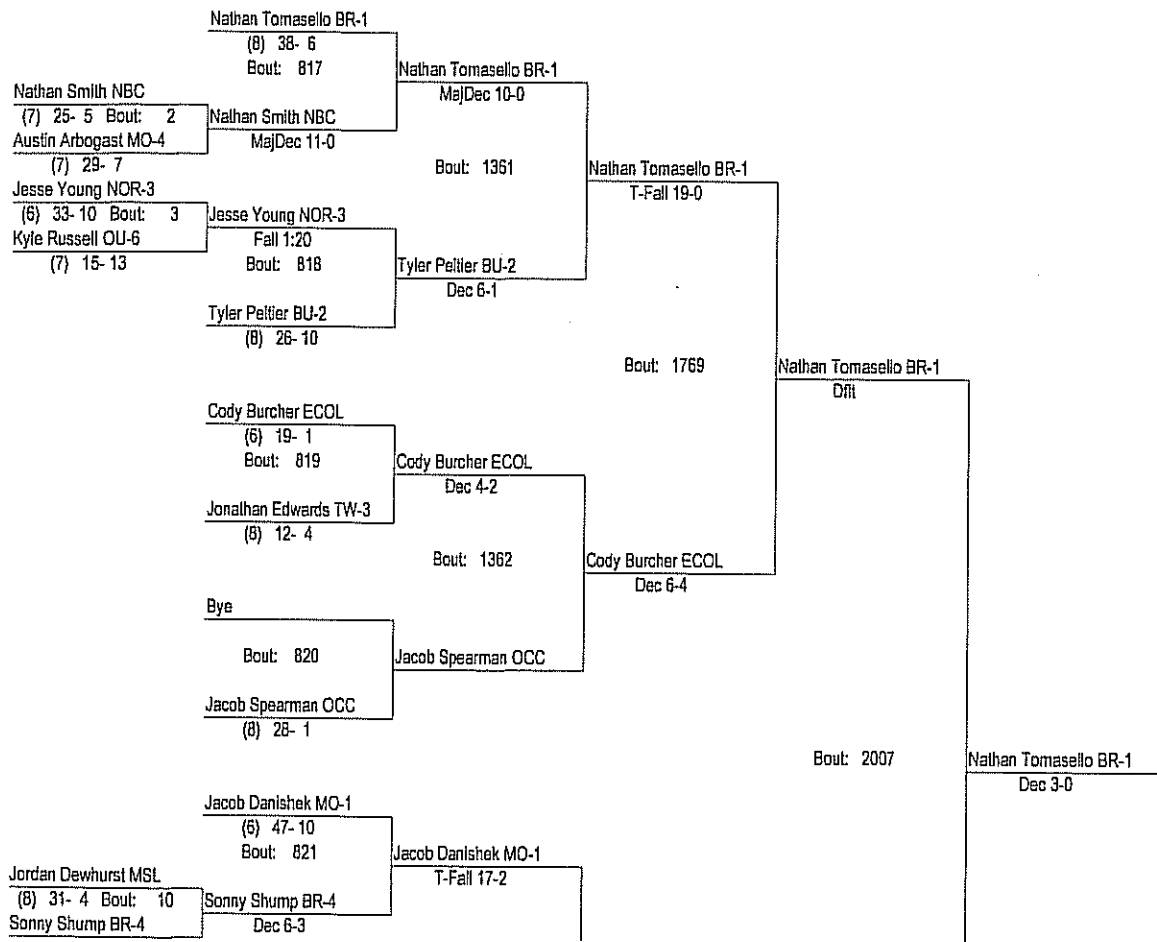 Nathan Tomasello BR-1
(8) 38- 6
Bout: 817
Nathan Tomasello BR-1
MajDec 10-0
Nathan Smith NBC
(7) 25- 5 Bout: 2
Nathan Smith NBC
MajDec 11-0
Austin Arbogast MO-4
(7) 29- 7
Bout: 1361
Nathan Tomasello BR-1
T-Fall 19-0
Jesse Young NOR-3
(6) 33- 10 Bout: 3
Jesse Young NOR-3
Fall 1:20
Kyle Russell OU-6
(7) 15- 13
Bout: 818
Tyler Peltier BU-2
Dec 6-1
Tyler Peltier BU-2
(8) 26- 10
Bout: 1769
Nathan Tomasello BR-1
Dflt
Cody Burcher ECOL
(6) 19- 1
Bout: 819
Cody Burcher ECOL
Dec 4-2
Jonathan Edwards TW-3
(8) 12- 4
Bout: 1362
Cody Burcher ECOL
Dec 6-4
Bye
Bout: 820
Jacob Spearman OCC
Jacob Spearman OCC
(8) 28- 1
Bout: 2007
Nathan Tomasello BR-1
Dec 3-0
Jacob Danishek MO-1
(6) 47- 10
Bout: 821
Jacob Danishek MO-1
T-Fall 17-2
Jordan Dewhurst MSL
(8) 31- 4 Bout: 10
Sonny Shump BR-4
Dec 6-3
Sonny Shump BR-4